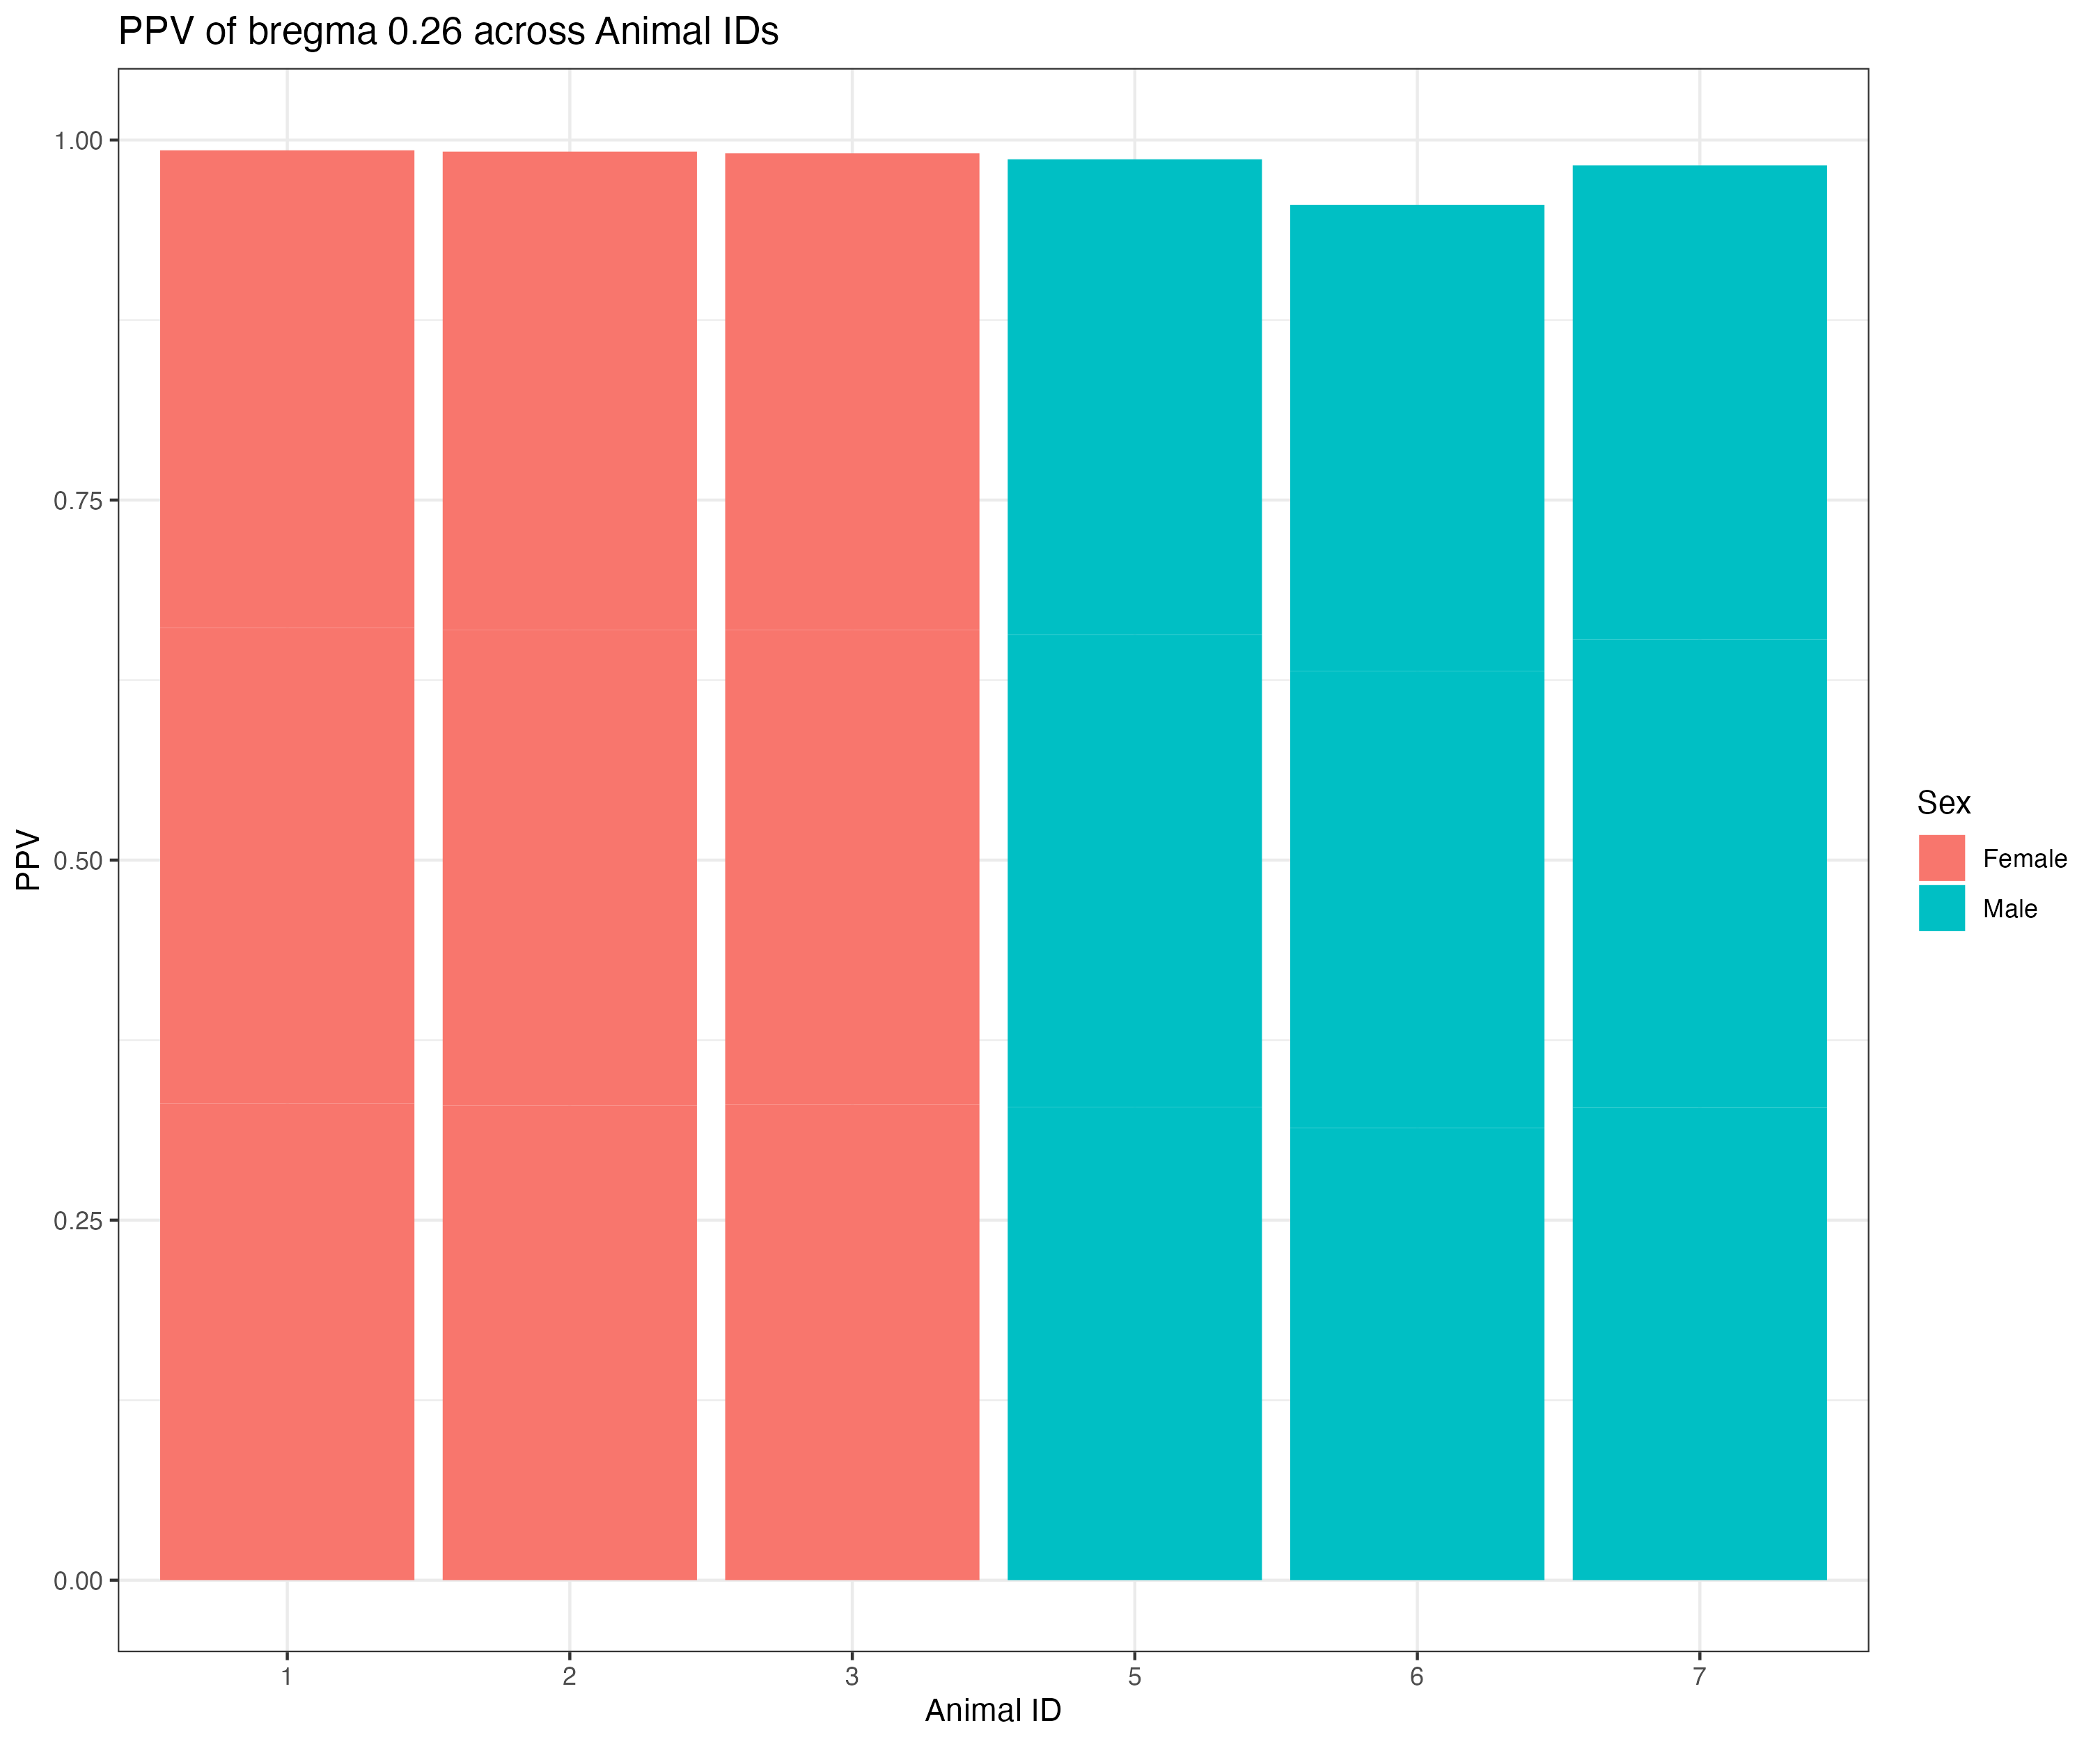 PPV of bregma 0.26 across Animal IDs
1.00
0.75
0.50
0.25
0.00
PPV
1 2 3 5 6 7
Animal ID
Sex
Female
Male